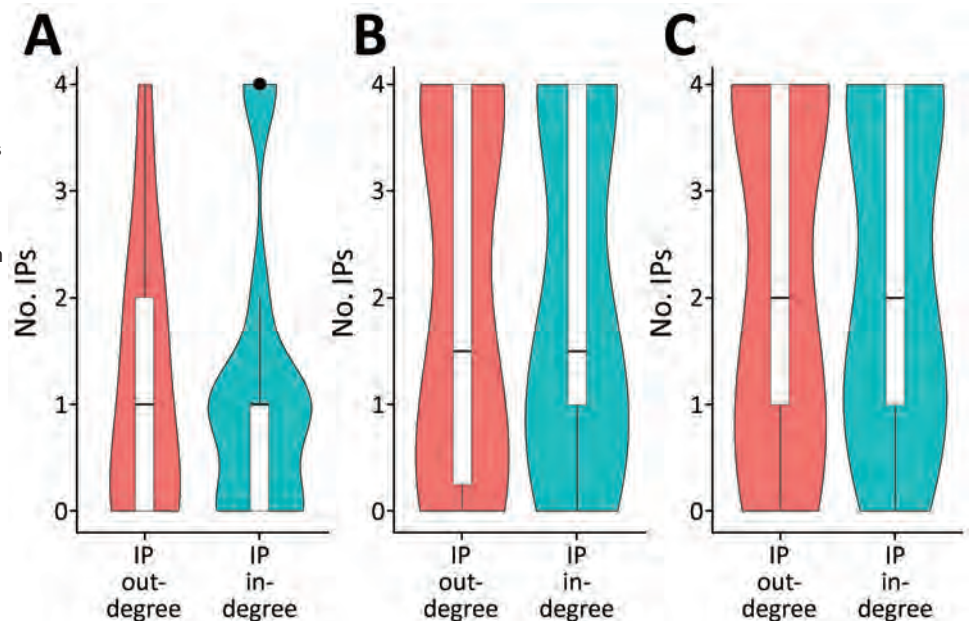 A
B
C
No. IPs
4
3
2
1
0
IP
out-
degree
IP
in-
degree
No. IPs
4
3
2
1
0
IP
out-
degree
IP
in-
degree
No. IPs
4
3
2
1
0
IP
out-
degree
IP
in-
degree